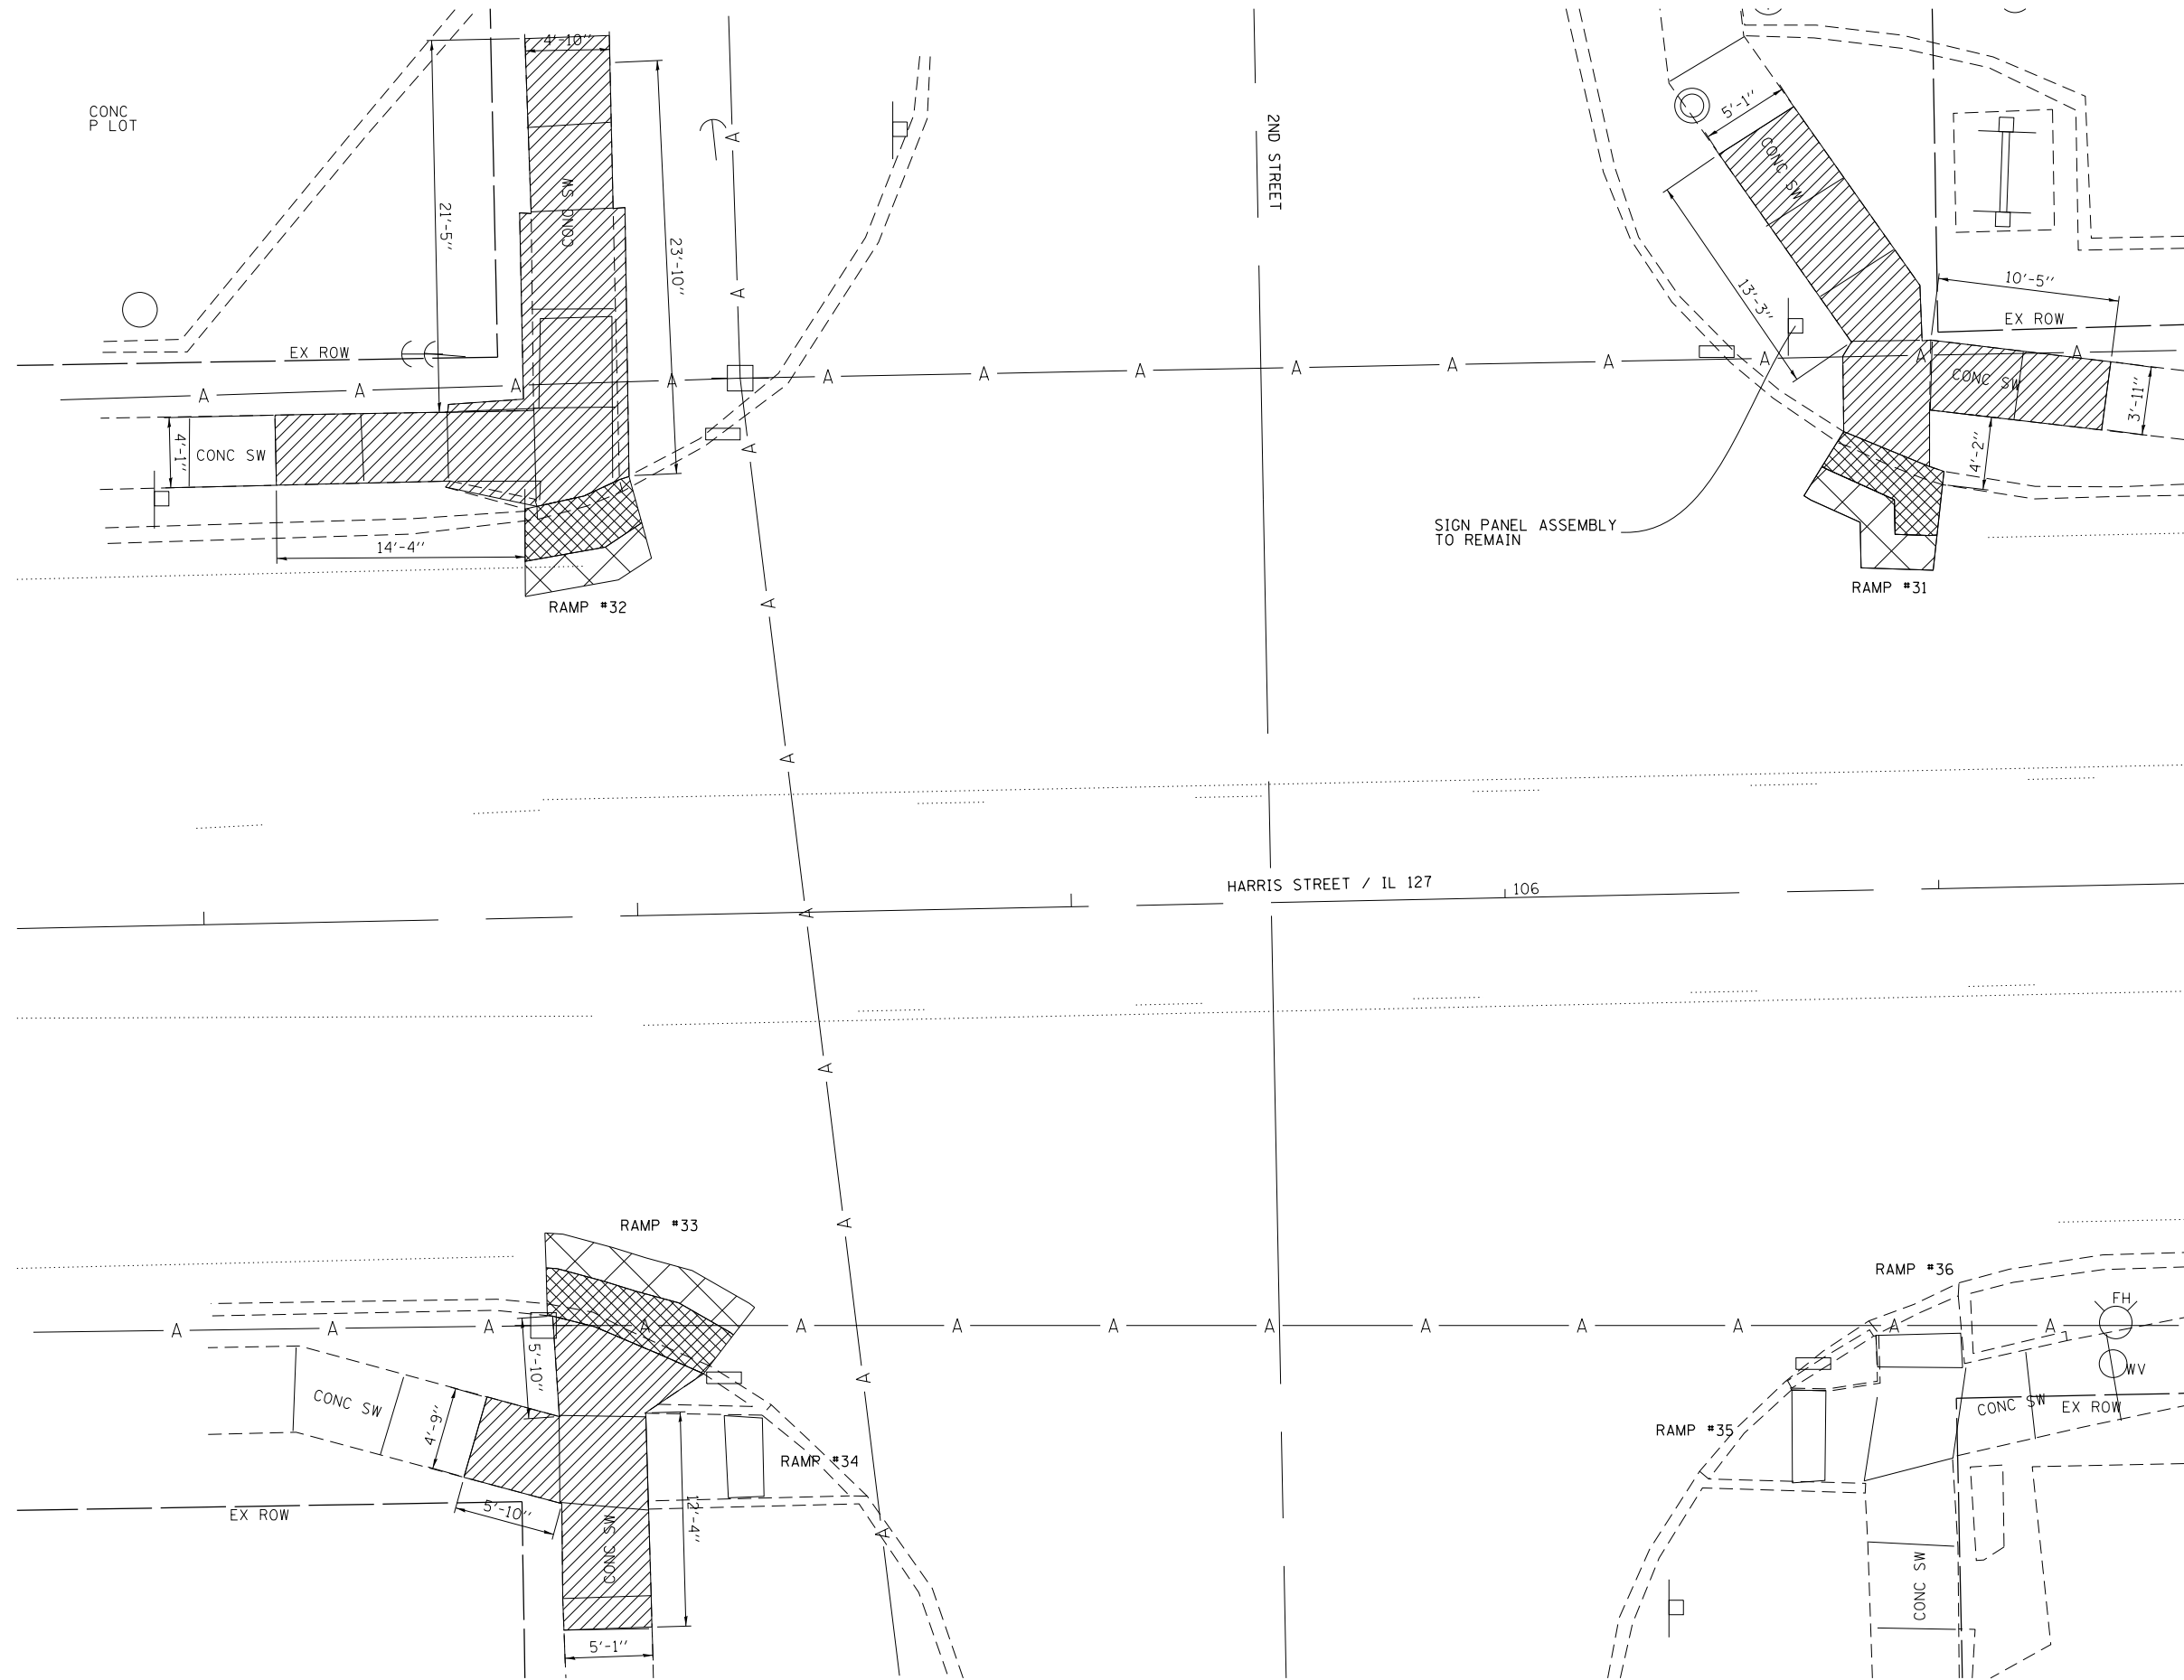 4'-10"
CONC
P LOT
2ND STREET
5'-1"
CONC SW
CONC SW
21'-5"
23'-10"
13'-3"
10'-5"
EX ROW
EX ROW
A A A A A A A A A A A A A
A
A
A
CONC SW
3'-11"
4'-1"
CONC SW
4'-2"
SIGN PANEL ASSEMBLY
TO REMAIN
14'-4"
RAMP #32
RAMP #31
A
A
HARRIS STREET / IL 127
106
A
A
A
RAMP #33
RAMP #36
FH
A A A A A A A A A A A A A
5'-10"
WV
A
CONC SW
4'-9"
CONC SW
EX ROW
RAMP #35
RAMP #34
5'-10"
EX ROW
12'-4"
A
CONC SW
CONC SW
5'-1"